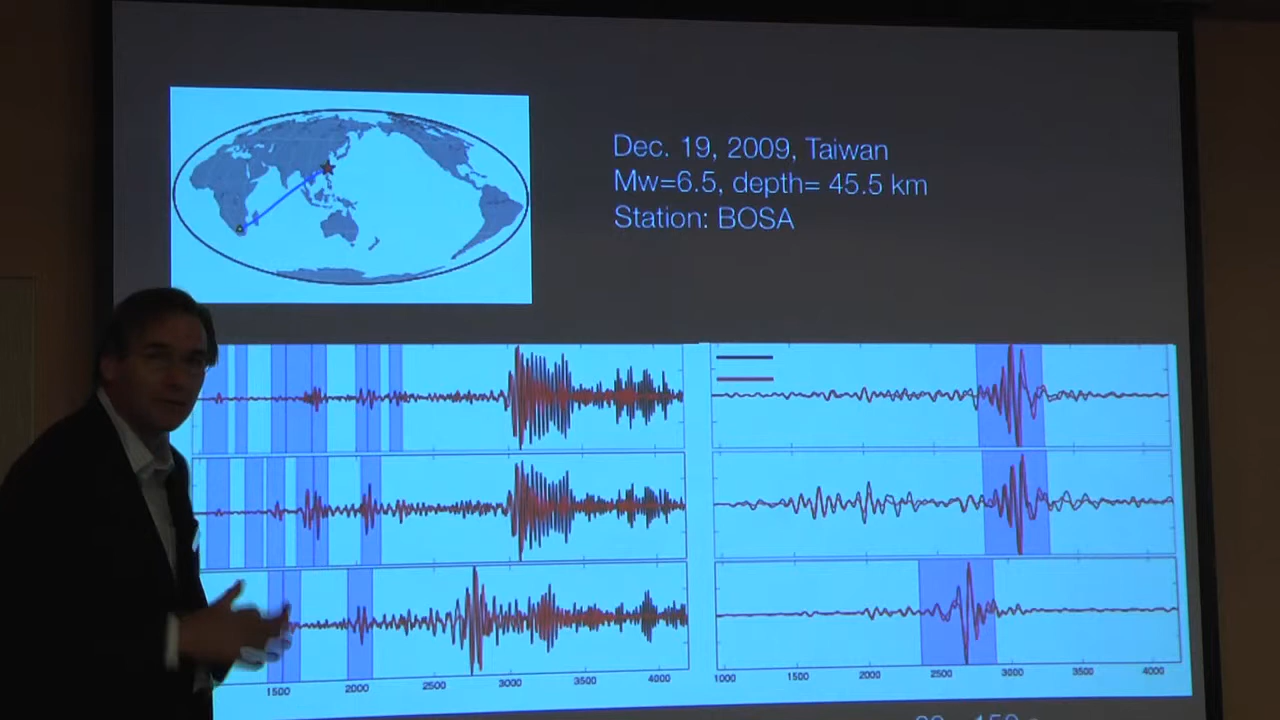 Dec. 19, 2009, Taiwan
Mw=6.5, depth= 45.5 km
Station: BOSA
1500 2000 2500 3000 3500 4000
1000 1500 2000 2500 3000 3500 4000